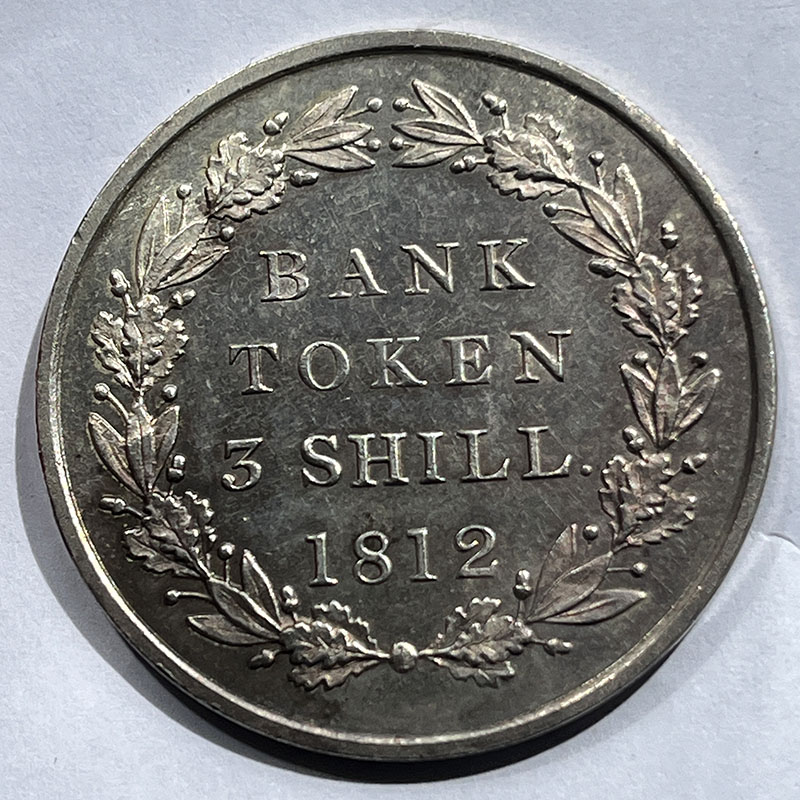 BANK
TOKEN
3 SHILL.
1812